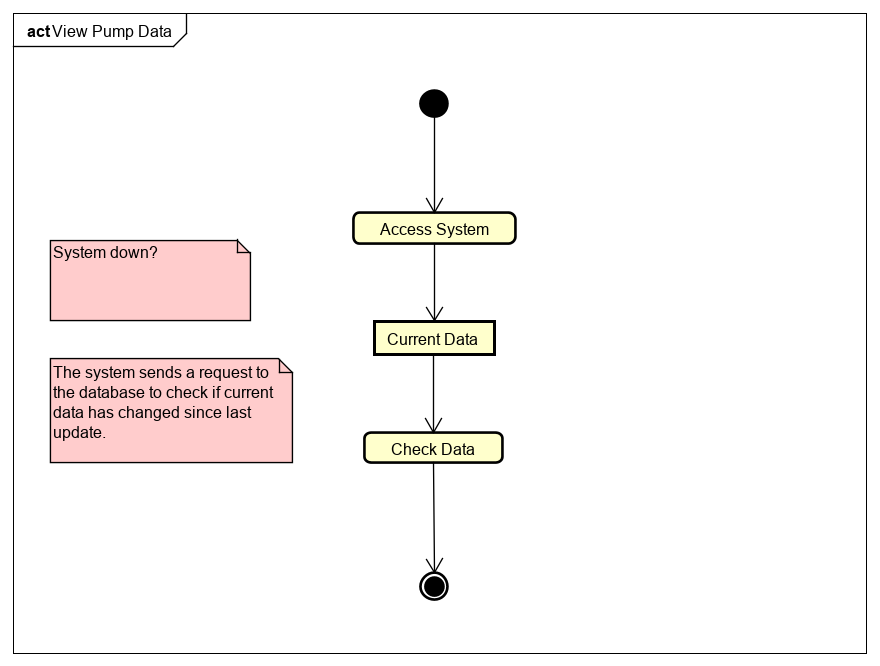 act View Pump Data
Access System
System down?
Current Data
The system sends a request to
the database to check if current
data has changed since last
update.
Check Data